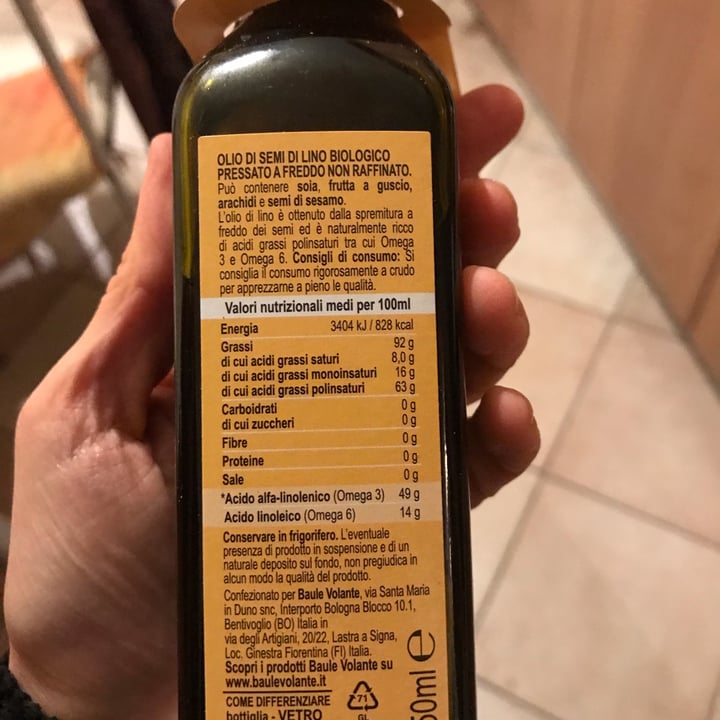 OLIO DI SEMI DI LINO BIOLOGICO
PRESSATO A FREDDO NON RAFFINATO.
Può contenere soia, frutta a guscio,
arachidi e semi di sesamo.
L'olio di lino è ottenuto dalla spremitura a
freddo dei semi ed è naturalmente ricco
di acidi grassi polinsaturi tra cui Omega
3 e Omega 6. Consigli di consumo: Si
consiglia il consumo rigorosamente a crudo
per apprezzarne a pieno le qualità.
Valori nutrizionali medi per 100ml
Energia 3404 kJ / 828 kcal
Grassi 92 g
di cui acidi grassi saturi 8,0 g
di cui acidi grassi monoinsaturi 16 g
di cui acidi grassi polinsaturi 63 g
Carboidrati 0 g
di cui zuccheri 0 g
Fibre 0 g
Proteine 0 g
Sale 0 g
*Acido alfa-linolenico (Omega 3) 49 g
Acido linoleico (Omega 6) 14 g
Conservare in frigorifero. L'eventuale
presenza di prodotto in sospensione e di un
naturale deposito sul fondo, non pregiudica in
alcun modo la qualità del prodotto.
Confezionato per Baule Volante, via Santa Maria
in Duno snc, Interporto Bologna Blocco 10.1,
Bentivoglio (BO) Italia in
via degli Artigiani, 20/22, Lastra a Signa,
Loc. Ginestra Fiorentina (FI) Italia.
Scopri i prodotti Baule Volante su
www.baulevolante.it
COME DIFFERENZIARE
bottiglia - VETRO
71
GL
50ml e